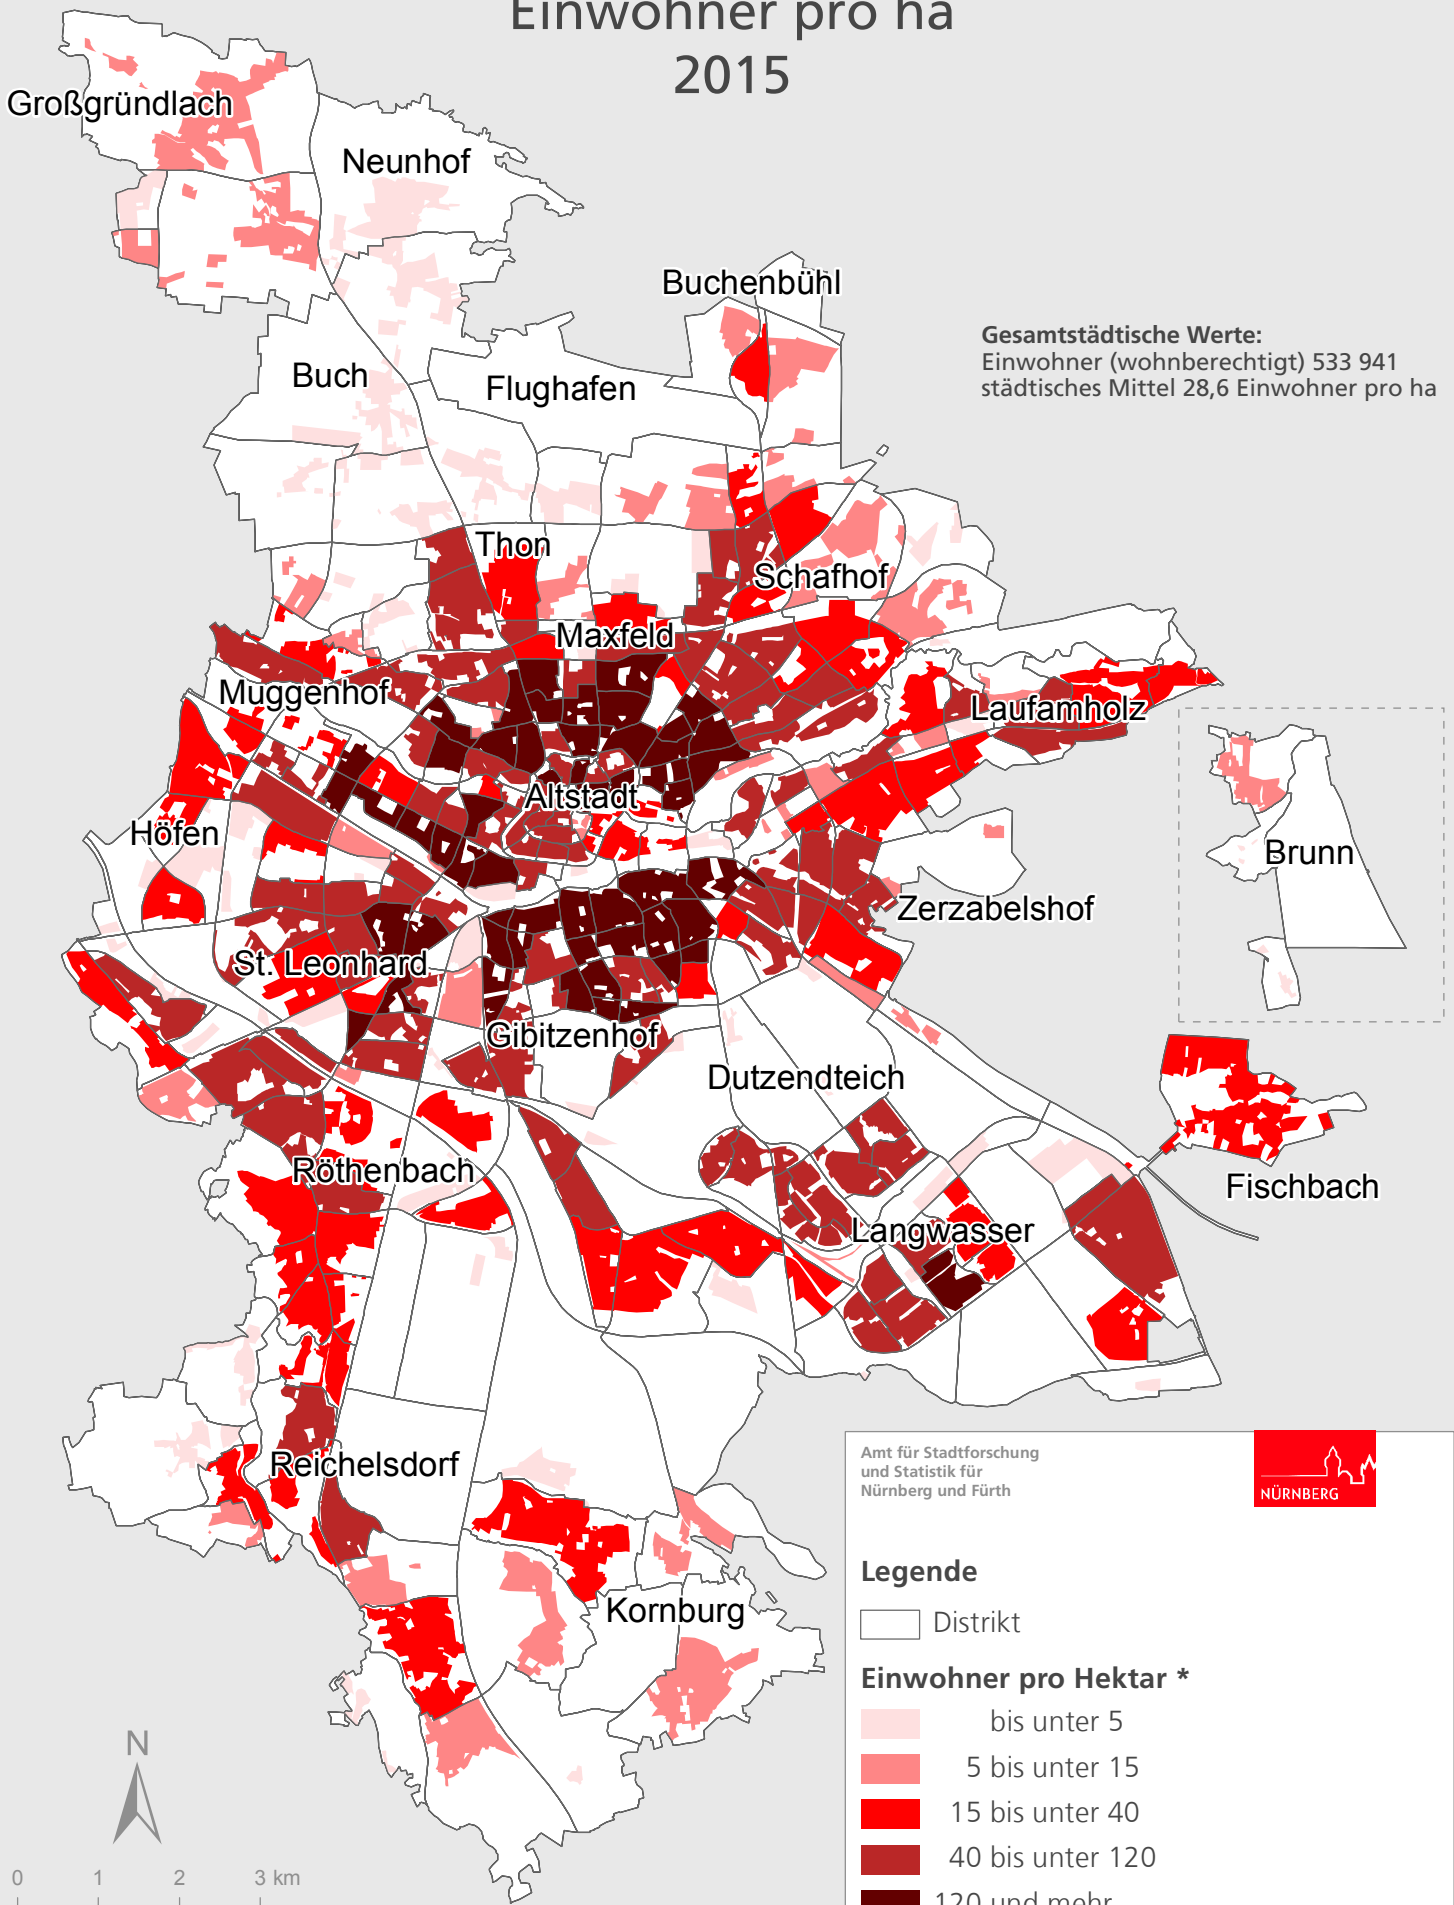 Einwohner pro ha
2015
Großgründlach
Neunhof
Buchenbühl
Gesamtstädtische Werte:
Einwohner (wohnberechtigt) 533 941
städtisches Mittel 28,6 Einwohner pro ha
Buch
Flughafen
Thon
Schafhof
Maxfeld
Muggenhof
Laufamholz
Altstadt
Höfen
Brunn
Zerzabelshof
St. Leonhard
Gibitzenhof
Dutzendteich
Röthenbach
Fischbach
Langwasser
Reichelsdorf
Kornburg
Amt für Stadtforschung
und Statistik für
Nürnberg und Fürth
NÜRNBERG
Legende
Distrikt
Einwohner pro Hektar *
bis unter 5
5 bis unter 15
15 bis unter 40
40 bis unter 120
120 und mehr
N
0 1 2 3 km